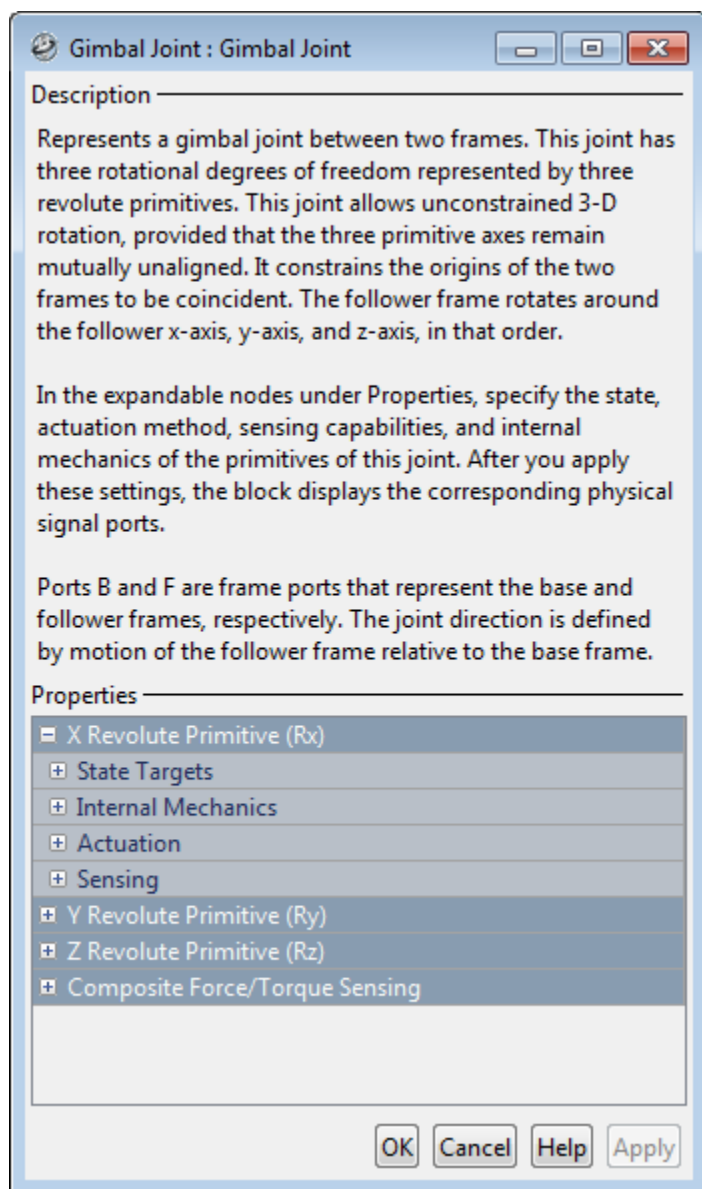 Gimbal Joint : Gimbal Joint
Description
Represents a gimbal joint between two frames. This joint has
three rotational degrees of freedom represented by three
revolute primitives. This joint allows unconstrained 3-D
rotation, provided that the three primitive axes remain
mutually unaligned. It constrains the origins of the two
frames to be coincident. The follower frame rotates around
the follower x-axis, y-axis, and z-axis, in that order.
In the expandable nodes under Properties, specify the state,
actuation method, sensing capabilities, and internal
mechanics of the primitives of this joint. After you apply
these settings, the block displays the corresponding physical
signal ports.
Ports B and F are frame ports that represent the base and
follower frames, respectively. The joint direction is defined
by motion of the follower frame relative to the base frame.
Properties
X Revolute Primitive (Rx)
State Targets
Internal Mechanics
Actuation
Sensing
Y Revolute Primitive (Ry)
Z Revolute Primitive (Rz)
Composite Force/Torque Sensing
OK Cancel Help Apply